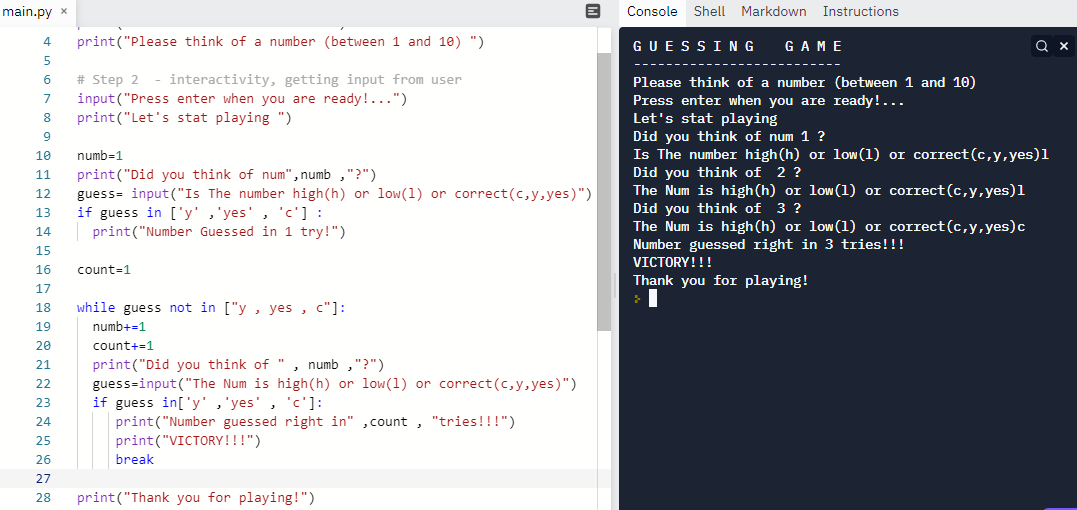 main.py ×
4 print("Please think of a number (between 1 and 10) ")
5
6 # Step 2  - interactivity, getting input from user
7 input("Press enter when you are ready!...")
8 print("Let's stat playing ")
9
10 numb=1
11 print("Did you think of num",numb ,"?")
12 guess= input("Is The number high(h) or low(l) or correct(c,y,yes)")
13 if guess in ['y' ,'yes' , 'c'] :
14   print("Number Guessed in 1 try!")
15
16 count=1
17
18 while guess not in ["y , yes , c"]:
19   numb+=1
20   count+=1
21   print("Did you think of " , numb ,"?")
22   guess=input("The Num is high(h) or low(l) or correct(c,y,yes)")
23   if guess in['y' ,'yes' , 'c']:
24      print("Number guessed right in" ,count , "tries!!!")
25      print("VICTORY!!!")
26      break
27
28 print("Thank you for playing!")
Console Shell Markdown Instructions
G U E S S I N G   G A M E
--------------------------
Please think of a number (between 1 and 10)
Press enter when you are ready!...
Let's stat playing
Did you think of num 1 ?
Is The number high(h) or low(l) or correct(c,y,yes)l
Did you think of  2 ?
The Num is high(h) or low(l) or correct(c,y,yes)l
Did you think of  3 ?
The Num is high(h) or low(l) or correct(c,y,yes)c
Number guessed right in 3 tries!!!
VICTORY!!!
Thank you for playing!